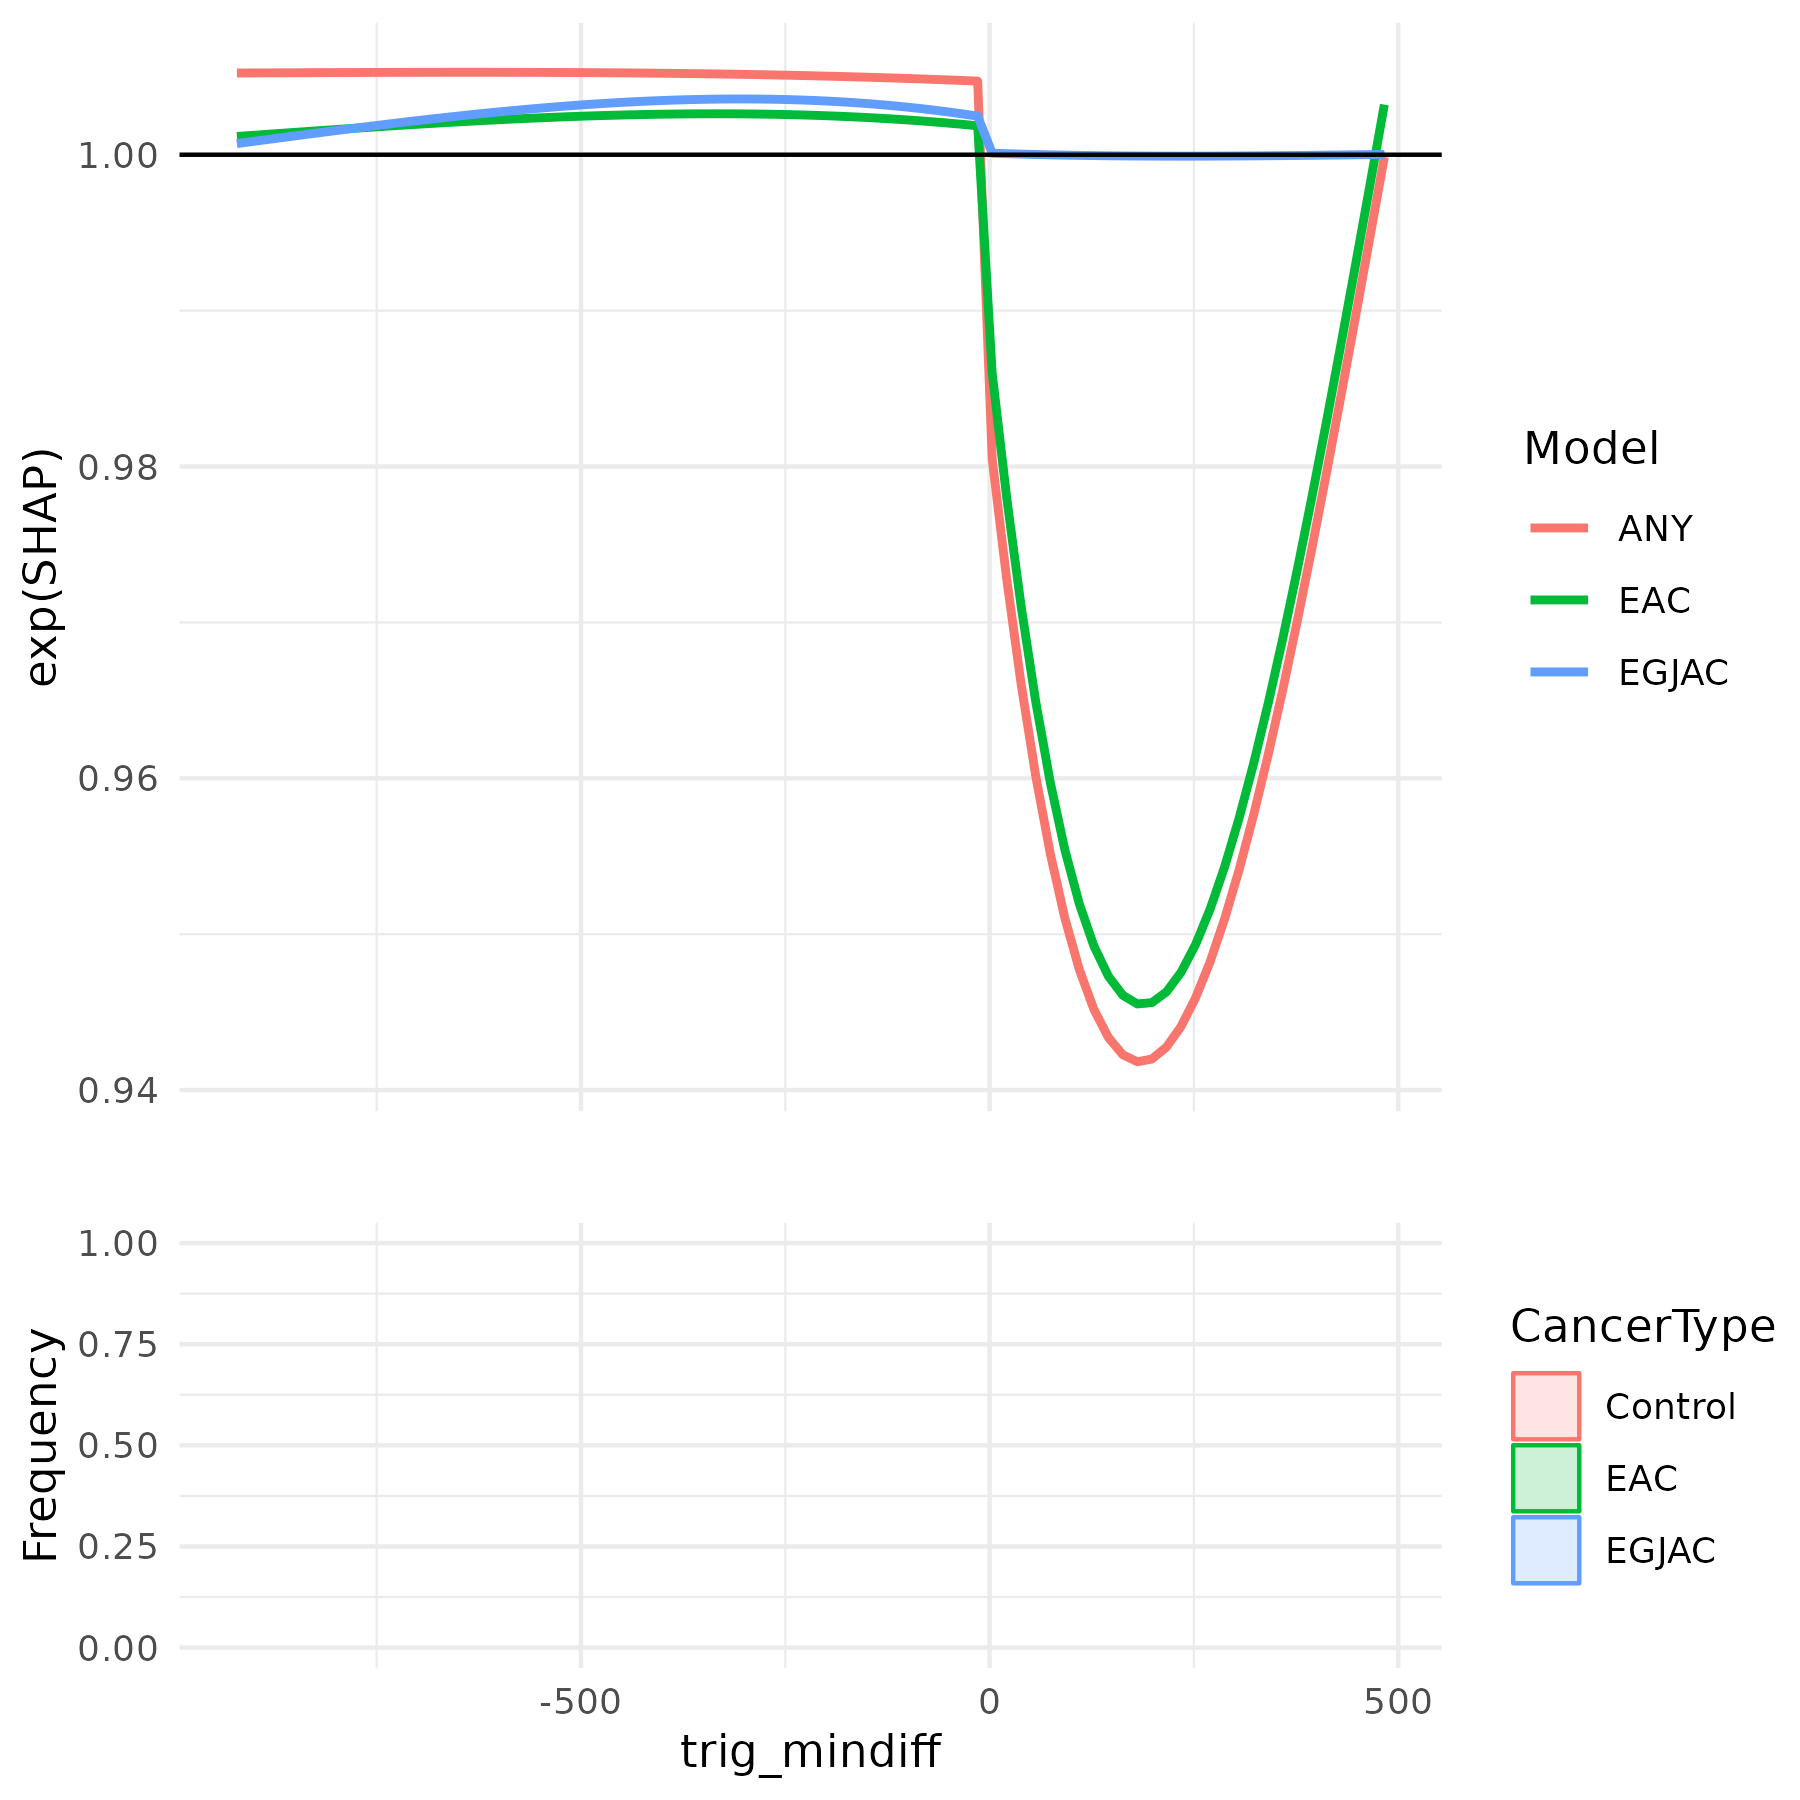 exp(SHAP)
1.00
0.98
0.96
0.94
Model
ANY
EAC
EGJAC
Frequency
1.00
0.75
0.50
0.25
0.00
-500
0
500
trig_mindiff
CancerType
Control
EAC
EGJAC